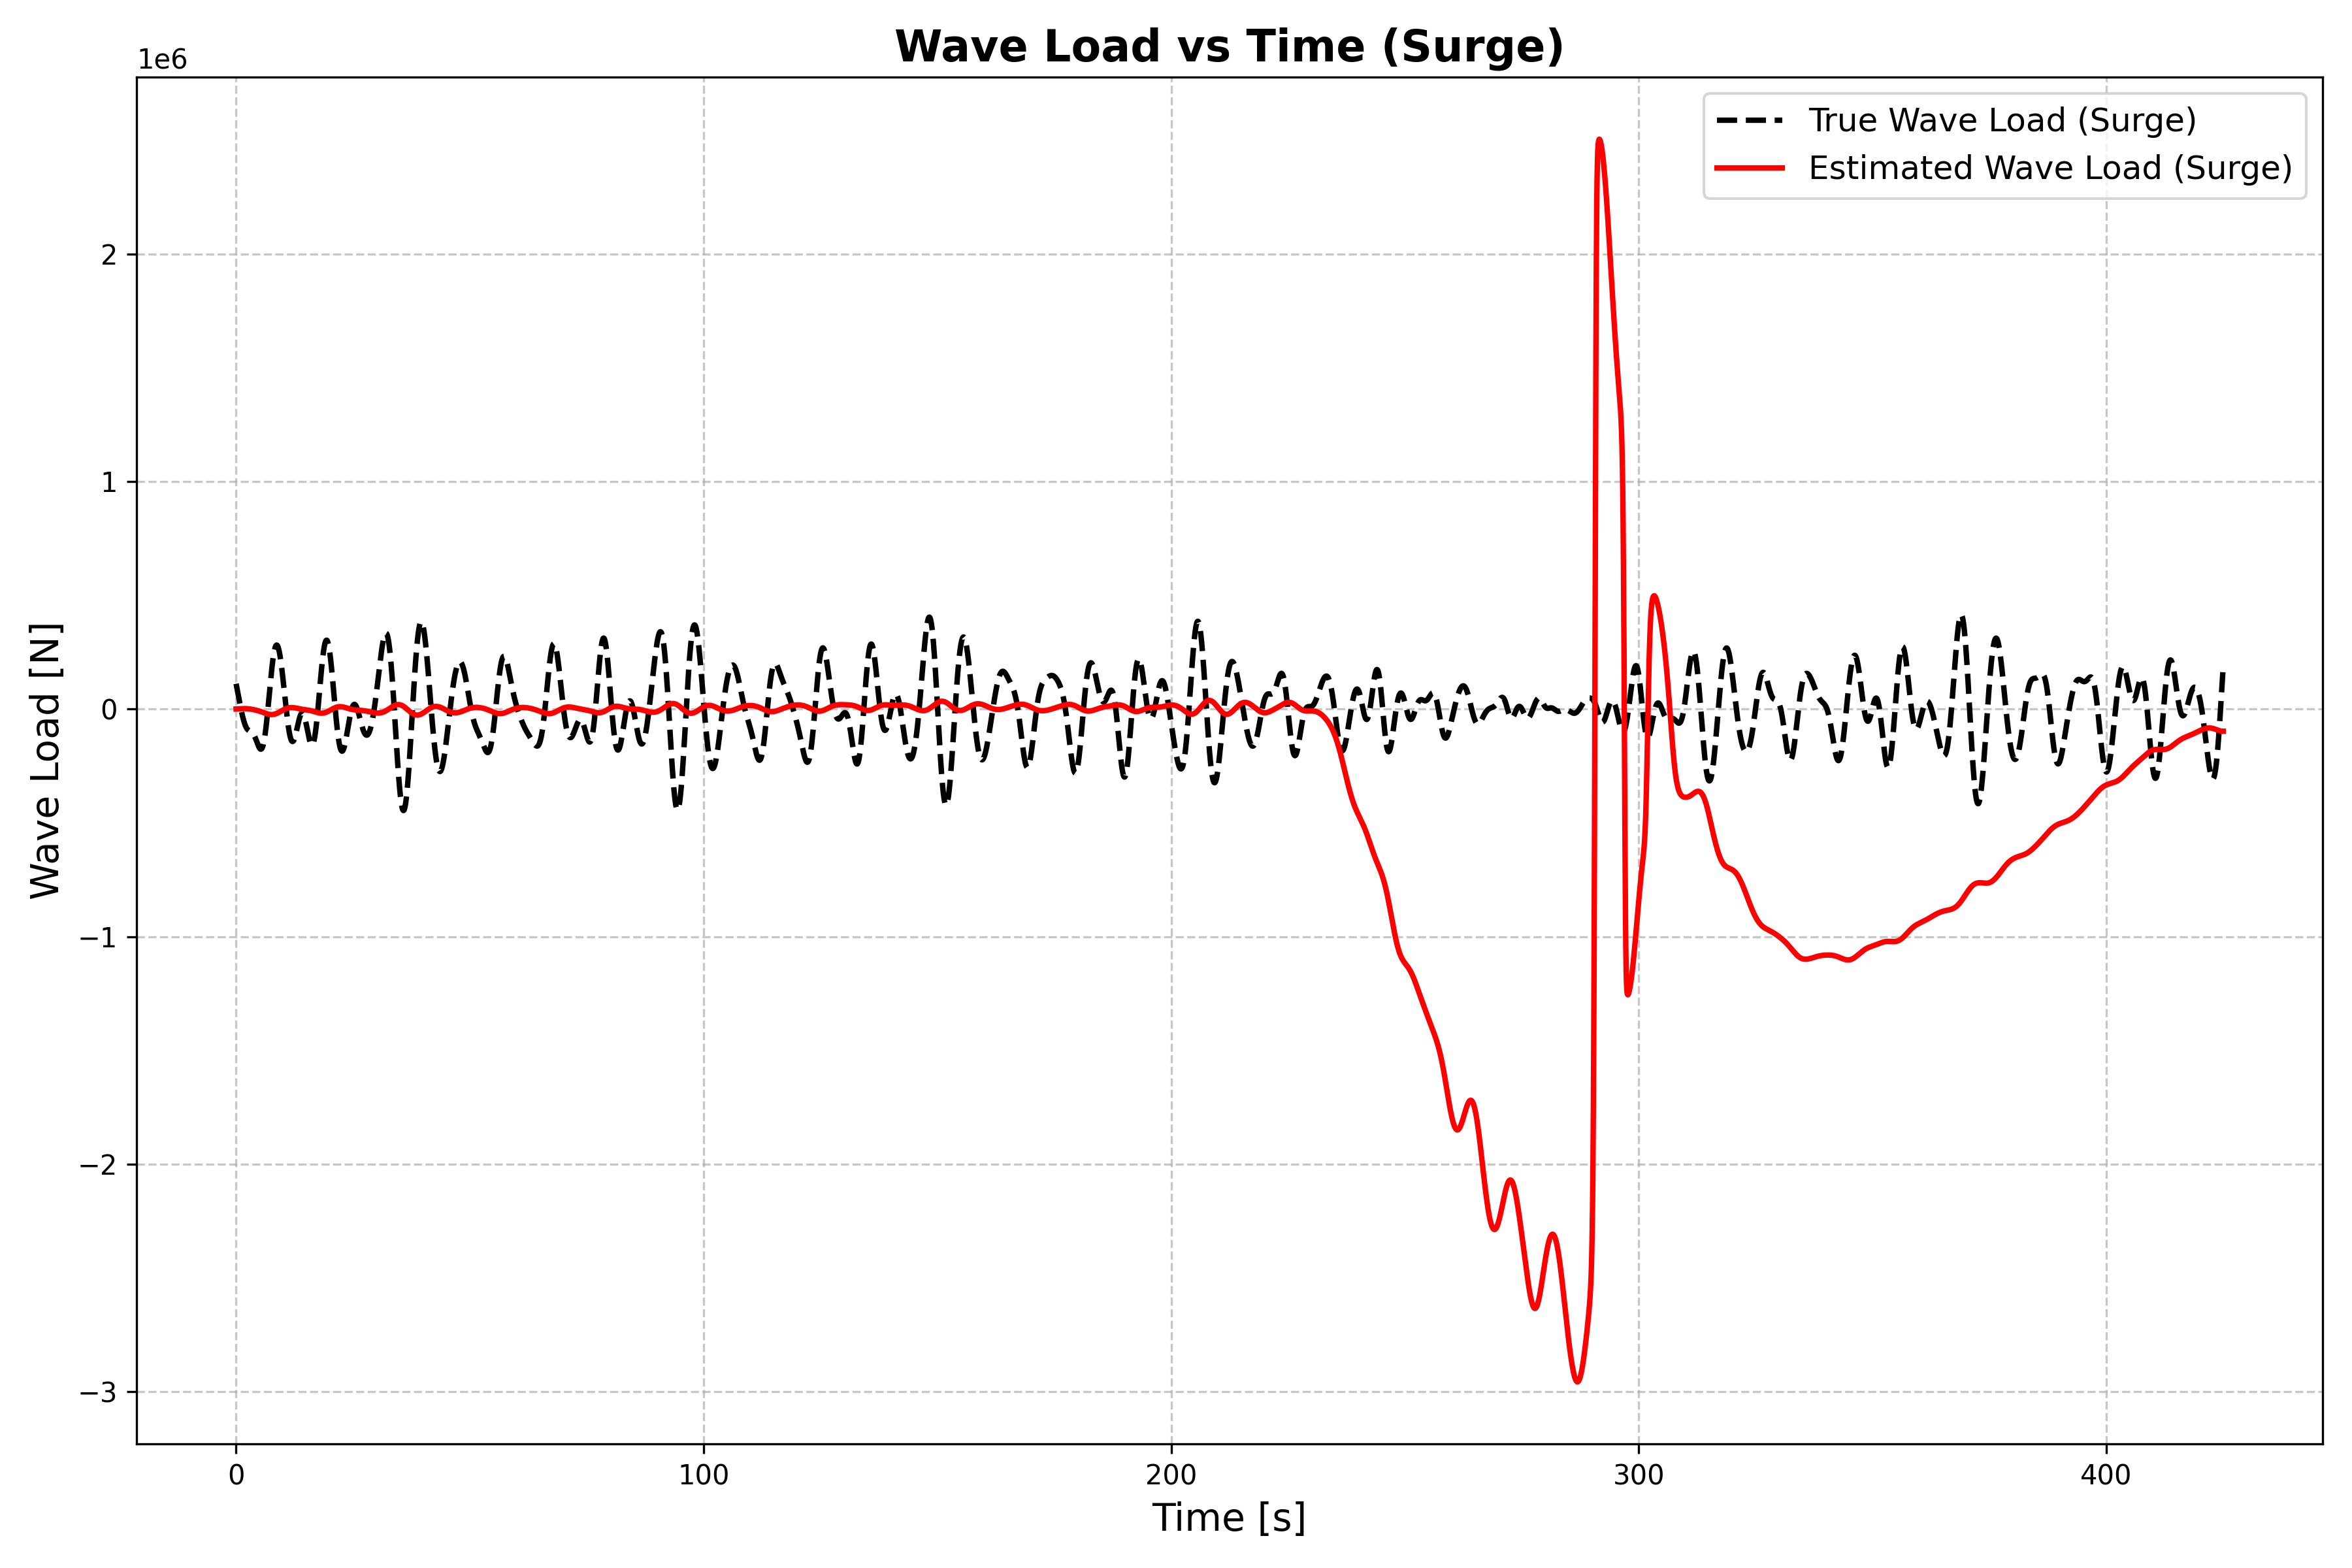 Wave Load vs Time (Surge)
1e6
True Wave Load (Surge)
Estimated Wave Load (Surge)
2
1
0
−1
−2
−3
Wave Load [N]
0 100 200 300 400
Time [s]